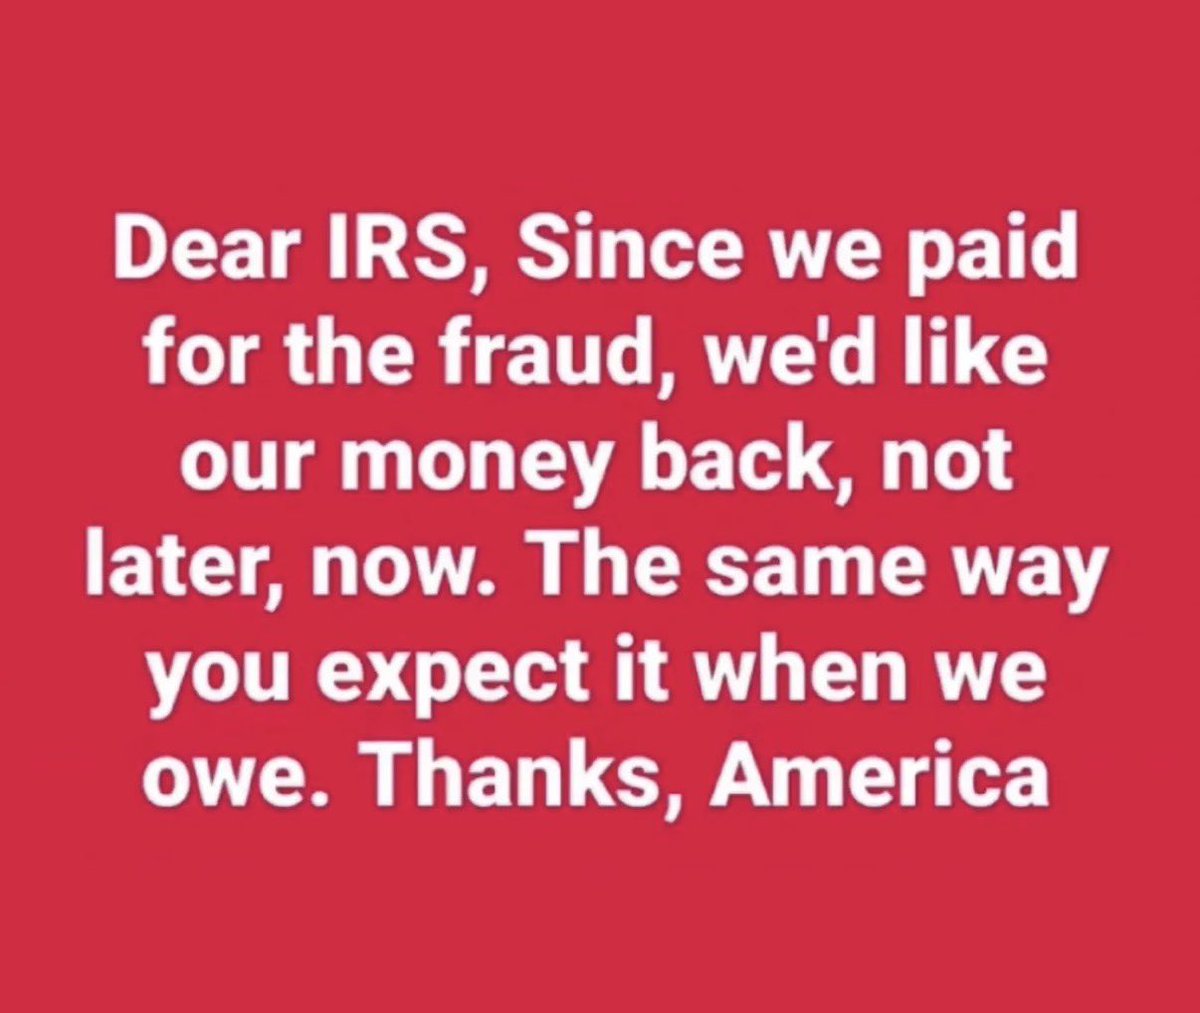 Dear IRS, Since we paid
for the fraud, we'd like
our money back, not
later, now. The same way
you expect it when we
owe. Thanks, America